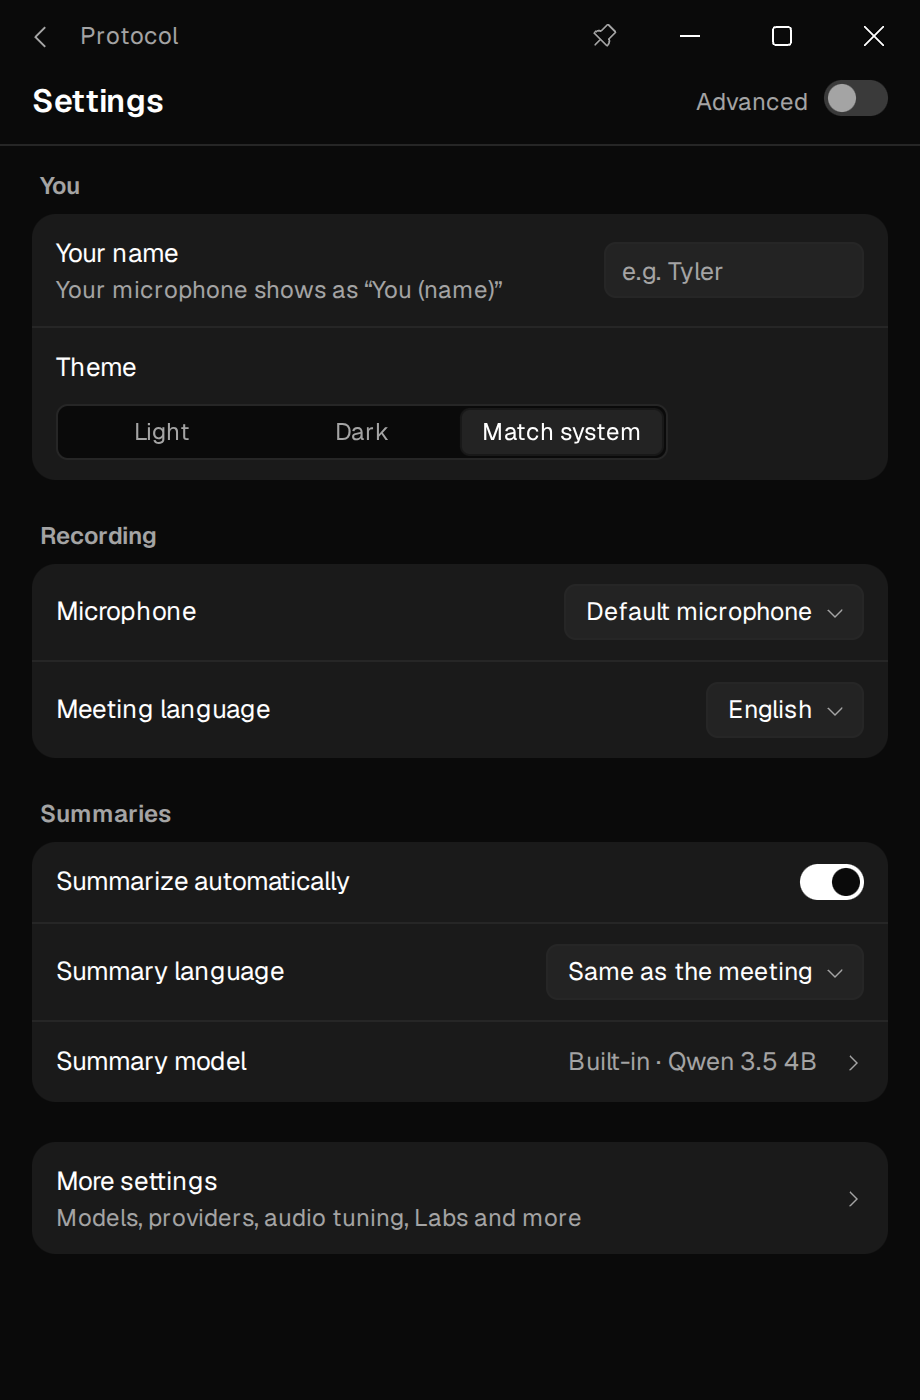 Protocol
Settings
Advanced
You
Your name
Your microphone shows as “You (name)”
e.g. Tyler
Theme
Light
Dark
Match system
Recording
Microphone
Default microphone
Meeting language
English
Summaries
Summarize automatically
Summary language
Same as the meeting
Summary model
Built-in · Qwen 3.5 4B
More settings
Models, providers, audio tuning, Labs and more